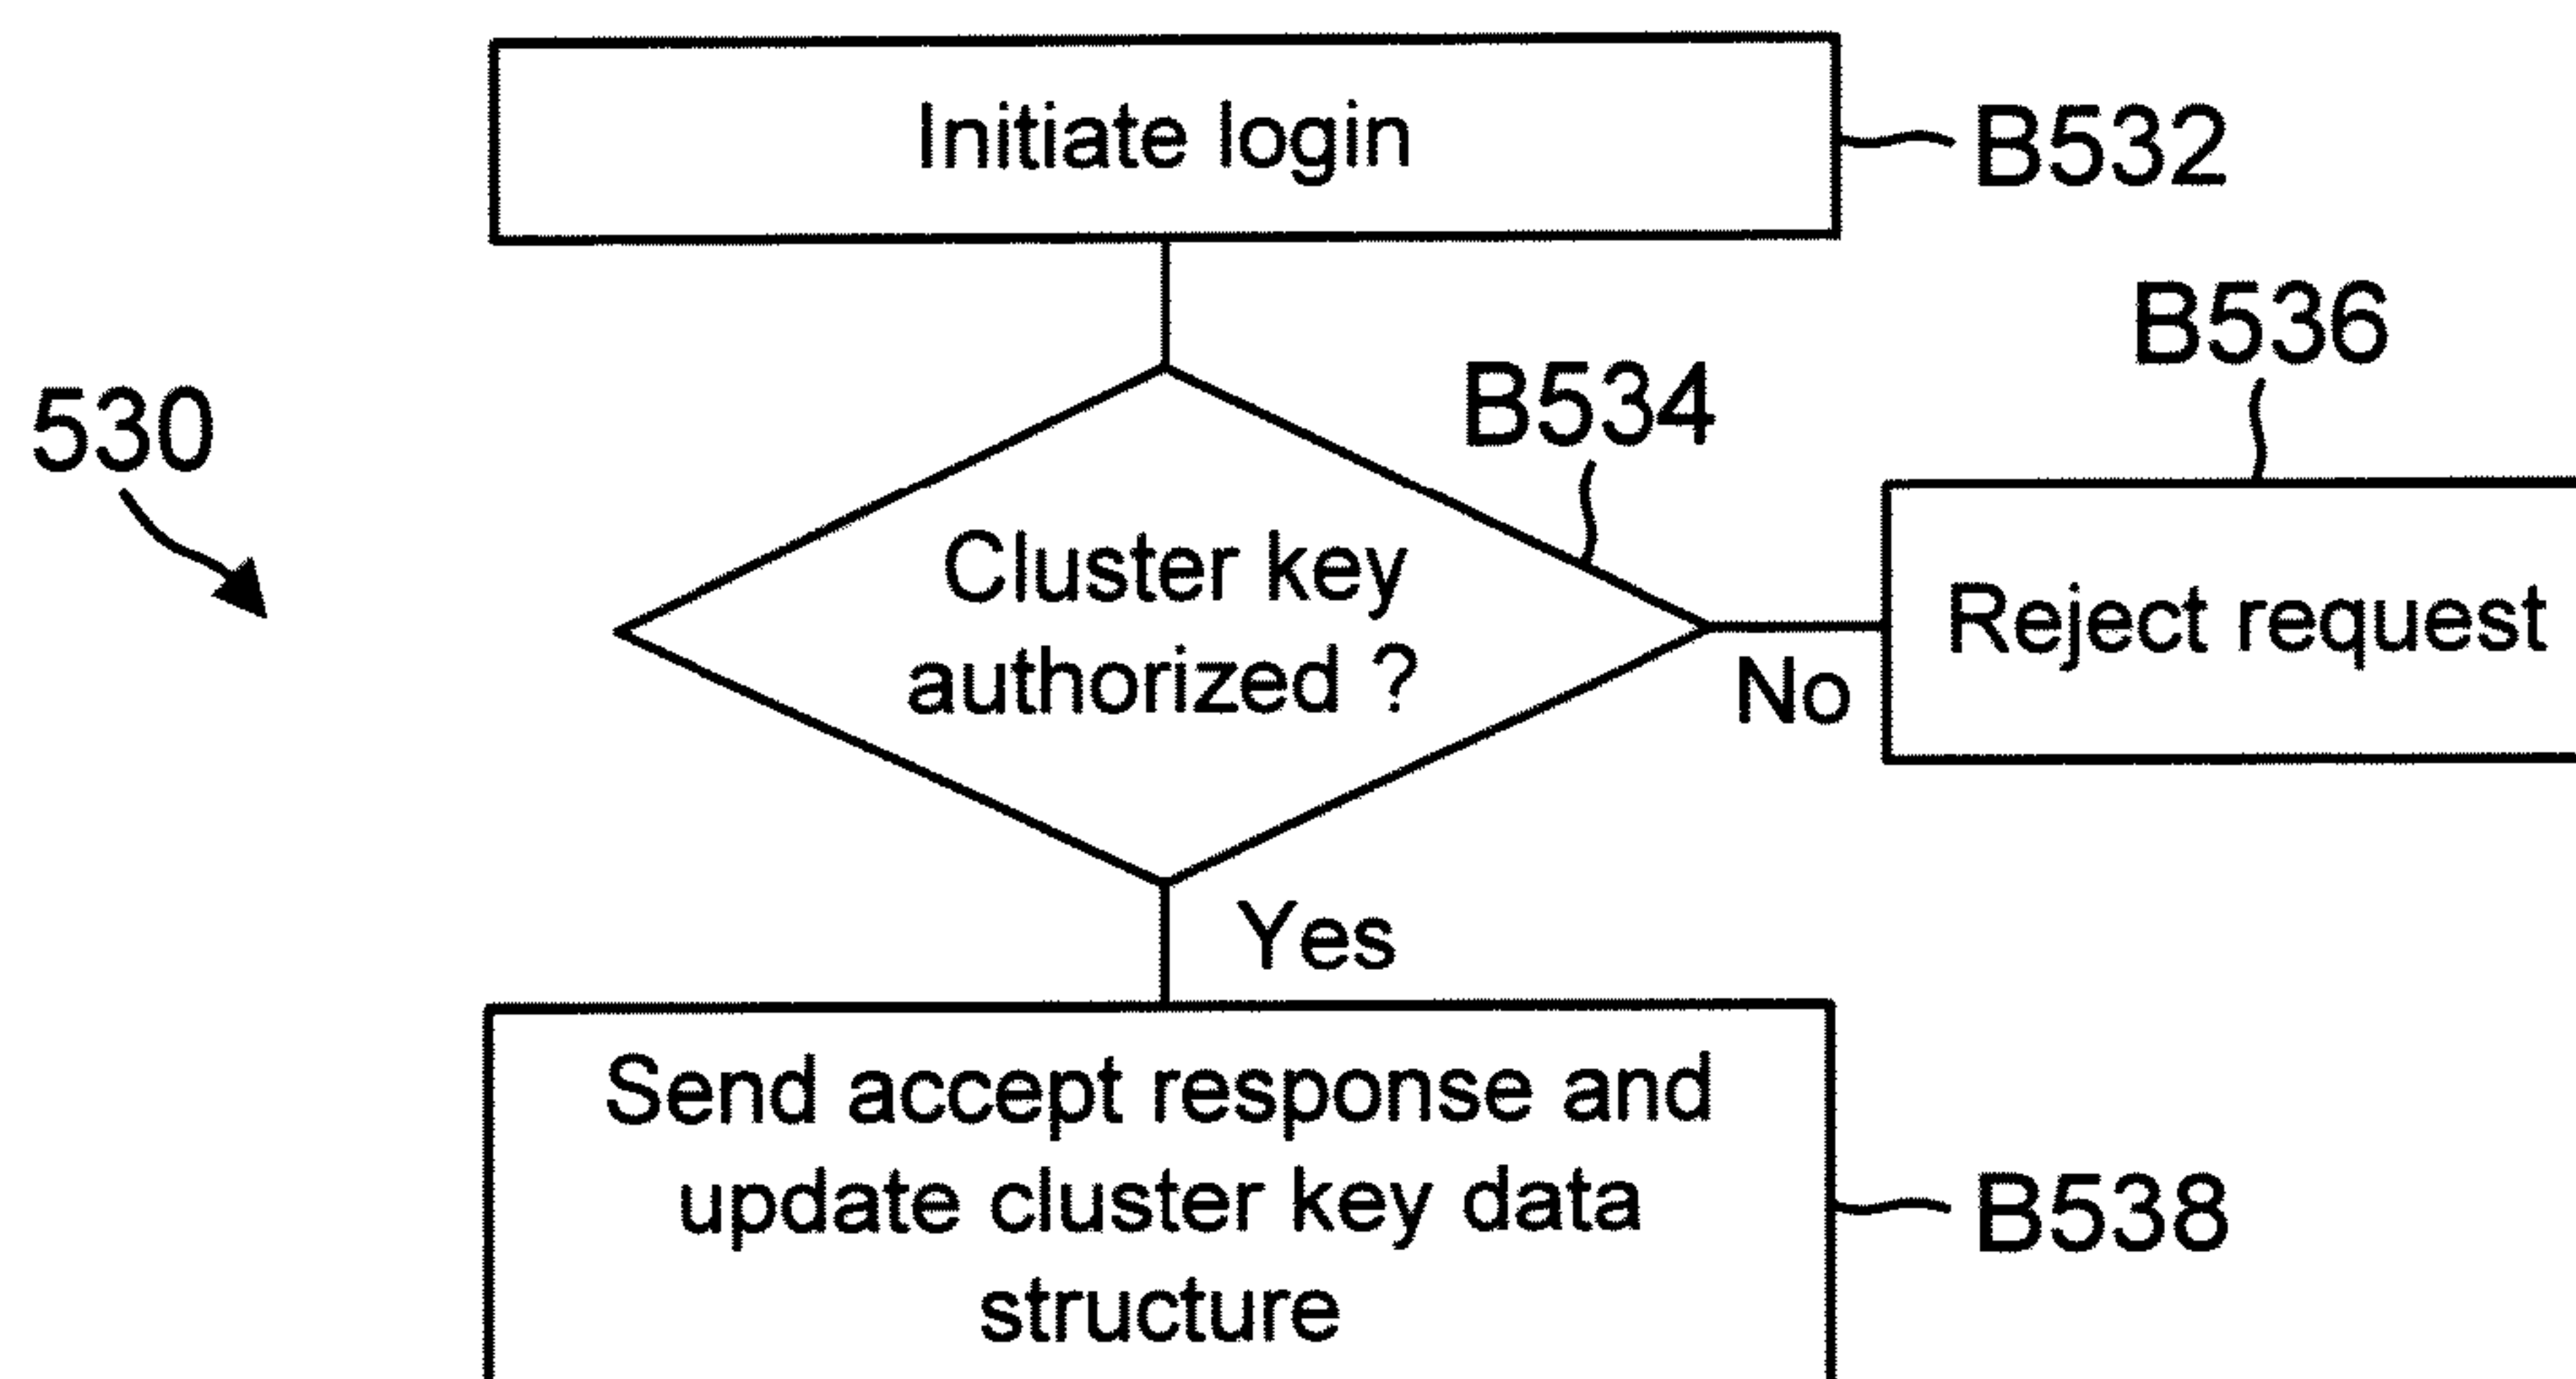 Initiate login
B532
B536
B534
530
Cluster key
authorized ?
Reject request
No
Yes
Send accept response and
update cluster key data
structure
B538